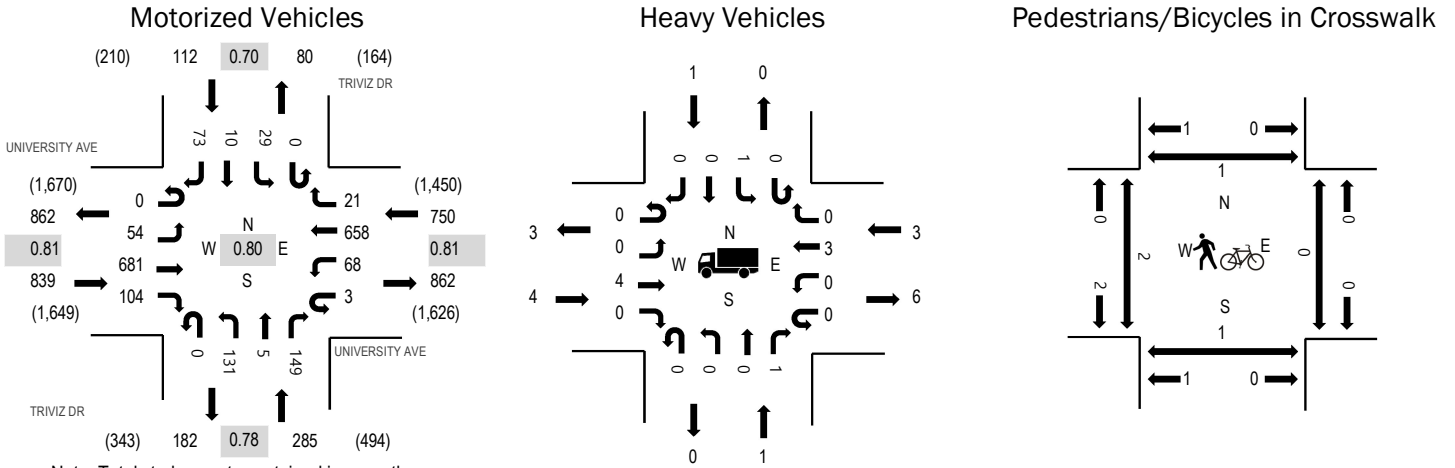 Motorized Vehicles
(210) 112 0.70 80 (164)
TRIVIZ DR
73 10 29 0
UNIVERSITY AVE
(1,670) (1,450)
0 21
862 750
54 658
N
0.81 W 0.80 E 0.81
S
681 68
839 862
104 3
(1,649) (1,626)
0 131 5 149
UNIVERSITY AVE
TRIVIZ DR
(343) 182 0.78 285 (494)
Heavy Vehicles
1 0
0 0 1 0
0 0
3 3 3
0
N
W E
S
4 0
4 6
0 0
0 0 0 1
0 1
Pedestrians/Bicycles in Crosswalk
1 0
1
N
0 0
2 W E 0
S
2 0
1
1 0